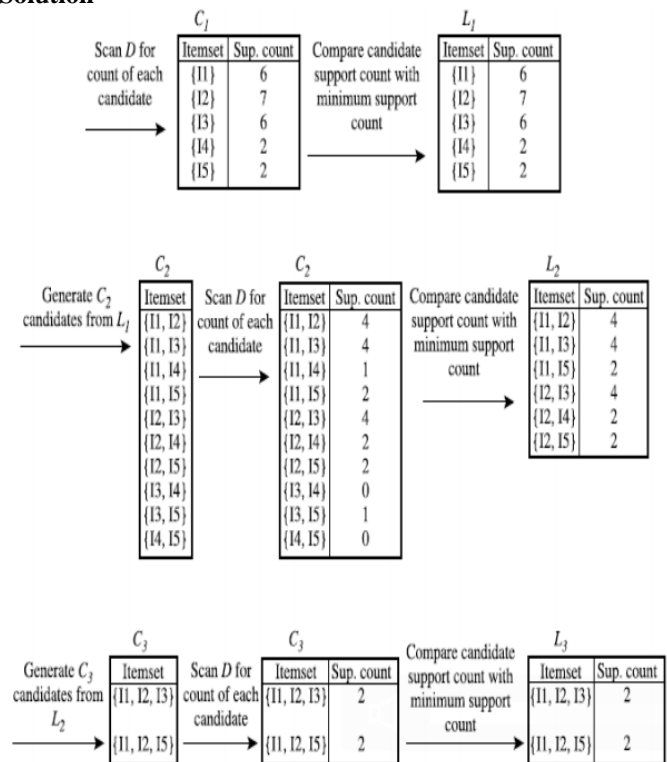 Solution
C1
L1
Scan D for
count of each
candidate
Itemset Sup. count
{I1} 6
{I2} 7
{I3} 6
{I4} 2
{I5} 2
Compare candidate
support count with
minimum support
count
Itemset Sup. count
{I1} 6
{I2} 7
{I3} 6
{I4} 2
{I5} 2
C2
C2
L2
Generate C2
candidates from L1
Itemset
{I1, I2}
{I1, I3}
{I1, I4}
{I1, I5}
{I2, I3}
{I2, I4}
{I2, I5}
{I3, I4}
{I3, I5}
{I4, I5}
Scan D for
count of each
candidate
Itemset Sup. count
{I1, I2} 4
{I1, I3} 4
{I1, I4} 1
{I1, I5} 2
{I2, I3} 4
{I2, I4} 2
{I2, I5} 2
{I3, I4} 0
{I3, I5} 1
{I4, I5} 0
Compare candidate
support count with
minimum support
count
Itemset Sup. count
{I1, I2} 4
{I1, I3} 4
{I1, I5} 2
{I2, I3} 4
{I2, I4} 2
{I2, I5} 2
C3
C3
L3
Generate C3
candidates from
L2
Itemset
{I1, I2, I3}
{I1, I2, I5}
Scan D for
count of each
candidate
Itemset Sup. count
{I1, I2, I3} 2
{I1, I2, I5} 2
Compare candidate
support count with
minimum support
count
Itemset Sup. count
{I1, I2, I3} 2
{I1, I2, I5} 2